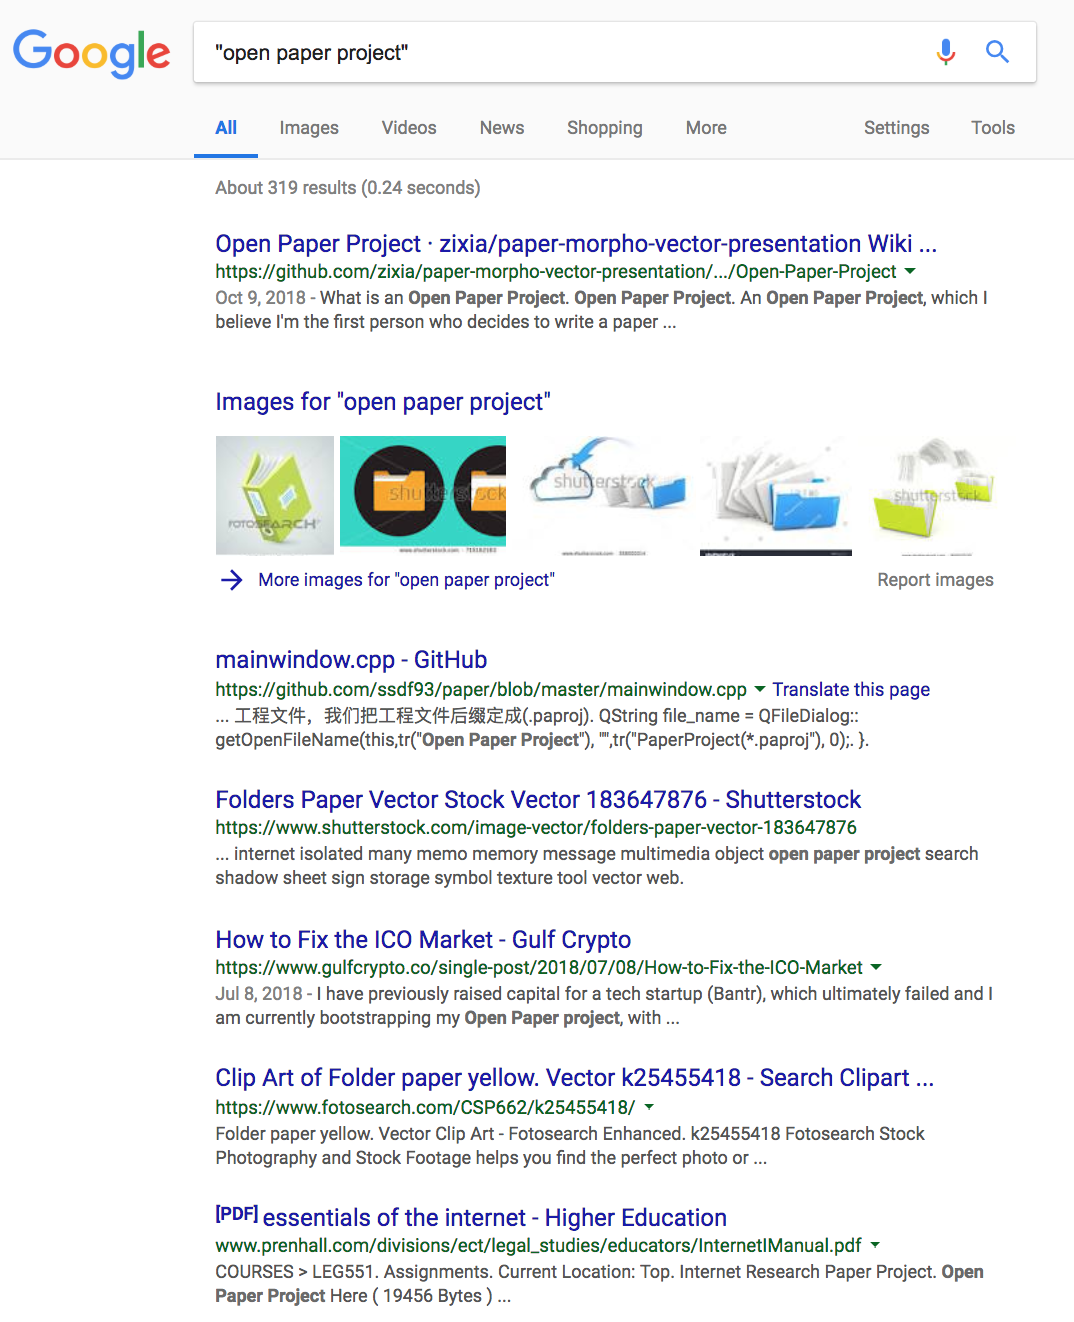 Google
"open paper project"
All Images Videos News Shopping More Settings Tools
About 319 results (0.24 seconds)
Open Paper Project · zixia/paper-morpho-vector-presentation Wiki ...
https://github.com/zixia/paper-morpho-vector-presentation/.../Open-Paper-Project
Oct 9, 2018 - What is an Open Paper Project. Open Paper Project. An Open Paper Project, which I
believe I'm the first person who decides to write a paper ...
Images for "open paper project"
FOTOSEARCH
shutterstock
shutterstock
shutterstock
More images for "open paper project"
Report images
mainwindow.cpp - GitHub
https://github.com/ssdf93/paper/blob/master/mainwindow.cpp Translate this page
... 工程文件，我们把工程文件后缀定成(.paproj). QString file_name = QFileDialog::
getOpenFileName(this,tr("Open Paper Project"), "",tr("PaperProject(*.paproj"), 0);. }.
Folders Paper Vector Stock Vector 183647876 - Shutterstock
https://www.shutterstock.com/image-vector/folders-paper-vector-183647876
... internet isolated many memo memory message multimedia object open paper project search
shadow sheet sign storage symbol texture tool vector web.
How to Fix the ICO Market - Gulf Crypto
https://www.gulfcrypto.co/single-post/2018/07/08/How-to-Fix-the-ICO-Market
Jul 8, 2018 - I have previously raised capital for a tech startup (Bantr), which ultimately failed and I
am currently bootstrapping my Open Paper project, with ...
Clip Art of Folder paper yellow. Vector k25455418 - Search Clipart ...
https://www.fotosearch.com/CSP662/k25455418/
Folder paper yellow. Vector Clip Art - Fotosearch Enhanced. k25455418 Fotosearch Stock
Photography and Stock Footage helps you find the perfect photo or ...
[PDF] essentials of the internet - Higher Education
www.prenhall.com/divisions/ect/legal_studies/educators/InternetIManual.pdf
COURSES > LEG551. Assignments. Current Location: Top. Internet Research Paper Project. Open
Paper Project Here ( 19456 Bytes ) ...